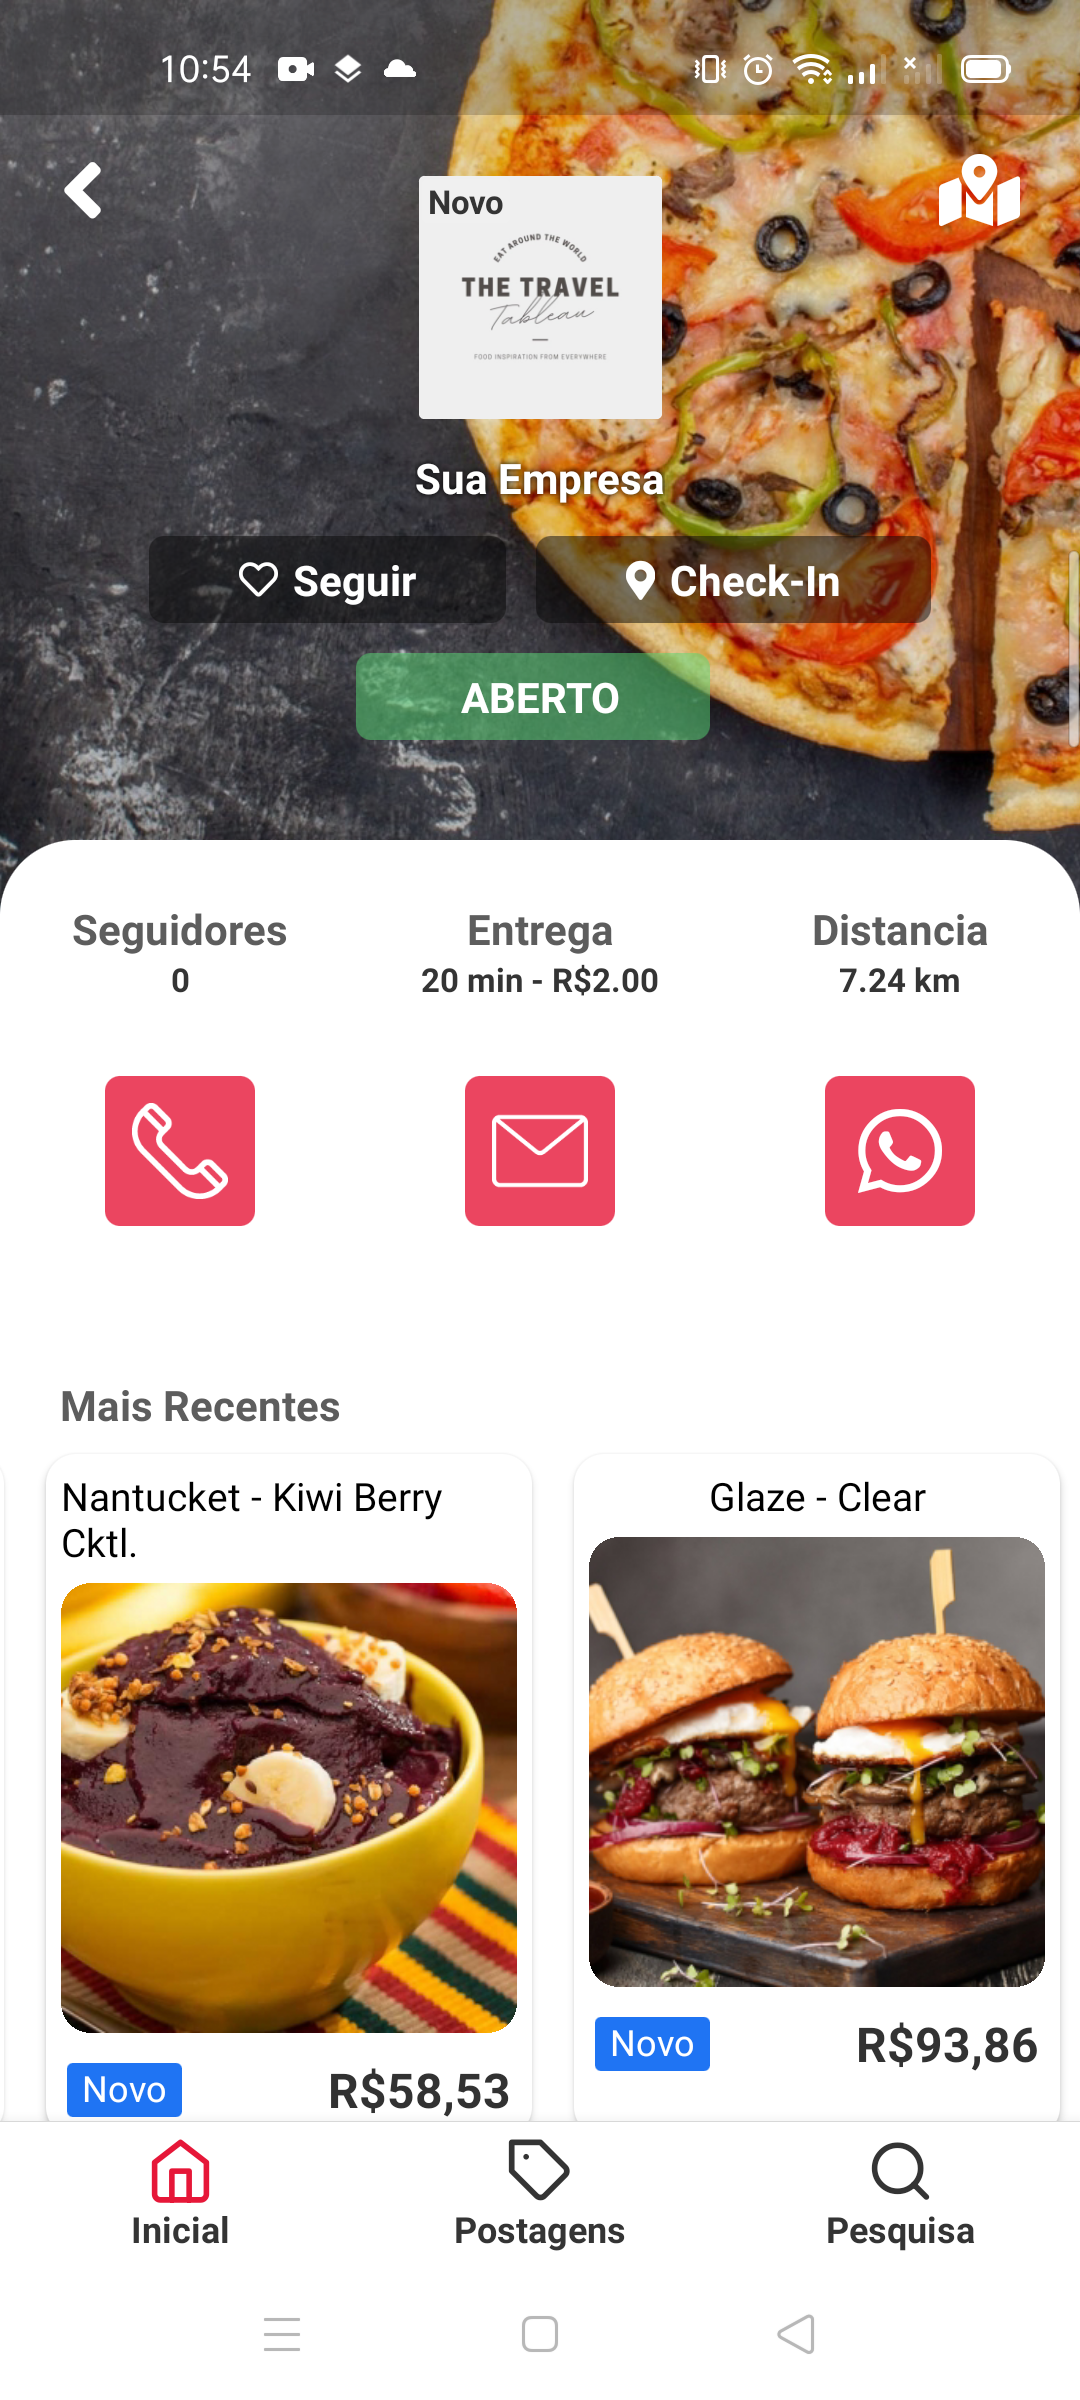 10:54
Novo
EAT AROUND THE WORLD
THE TRAVEL
Tableau
FOOD INSPIRATION FROM EVERYWHERE
Sua Empresa
Seguir
Check-In
ABERTO
Seguidores
0
Entrega
20 min - R$2.00
Distancia
7.24 km
Mais Recentes
Nantucket - Kiwi Berry
Cktl.
Novo
R$58,53
Glaze - Clear
Novo
R$93,86
Inicial
Postagens
Pesquisa